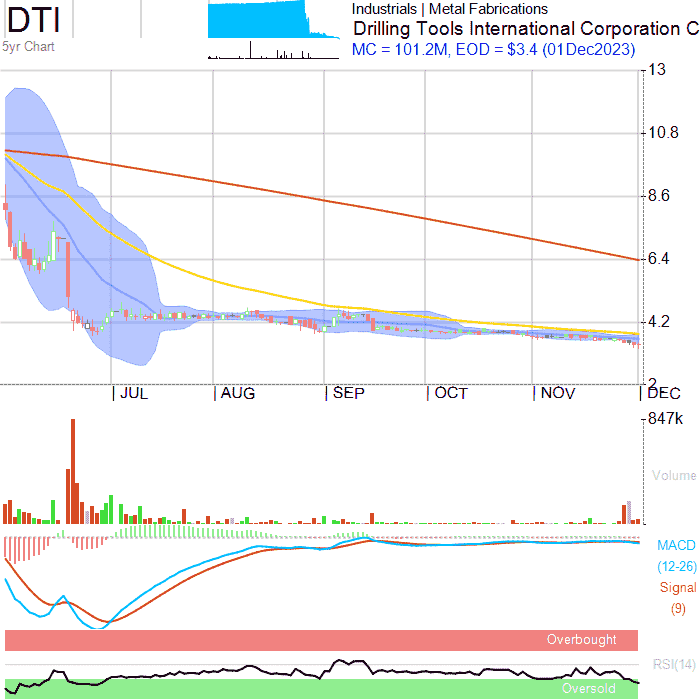 DTI
5yr Chart
Industrials | Metal Fabrications
Drilling Tools International Corporation C
MC = 101.2M, EOD = $3.4 (01Dec2023)
13
10.8
8.6
6.4
4.2
2
JUL
AUG
SEP
OCT
NOV
DEC
847k
Volume
MACD
(12-26)
Signal
(9)
Overbought
RSI(14)
Oversold